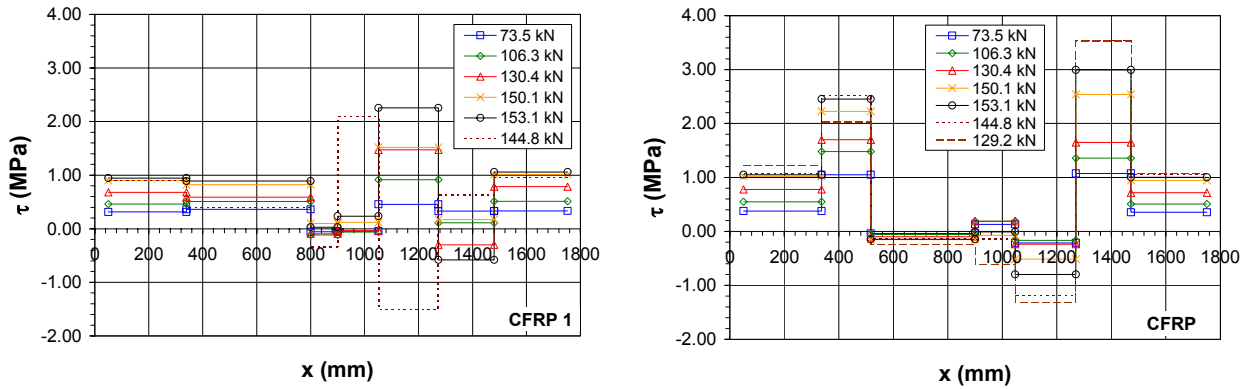 4.00
3.00
2.00
1.00
0.00
-1.00
-2.00
τ (MPa)
0 200 400 600 800 1000 1200 1400 1600 1800
x (mm)
73.5 kN
106.3 kN
130.4 kN
150.1 kN
153.1 kN
144.8 kN
CFRP 1
4.00
3.00
2.00
1.00
0.00
-1.00
-2.00
τ (MPa)
0 200 400 600 800 1000 1200 1400 1600 1800
x (mm)
73.5 kN
106.3 kN
130.4 kN
150.1 kN
153.1 kN
144.8 kN
129.2 kN
CFRP